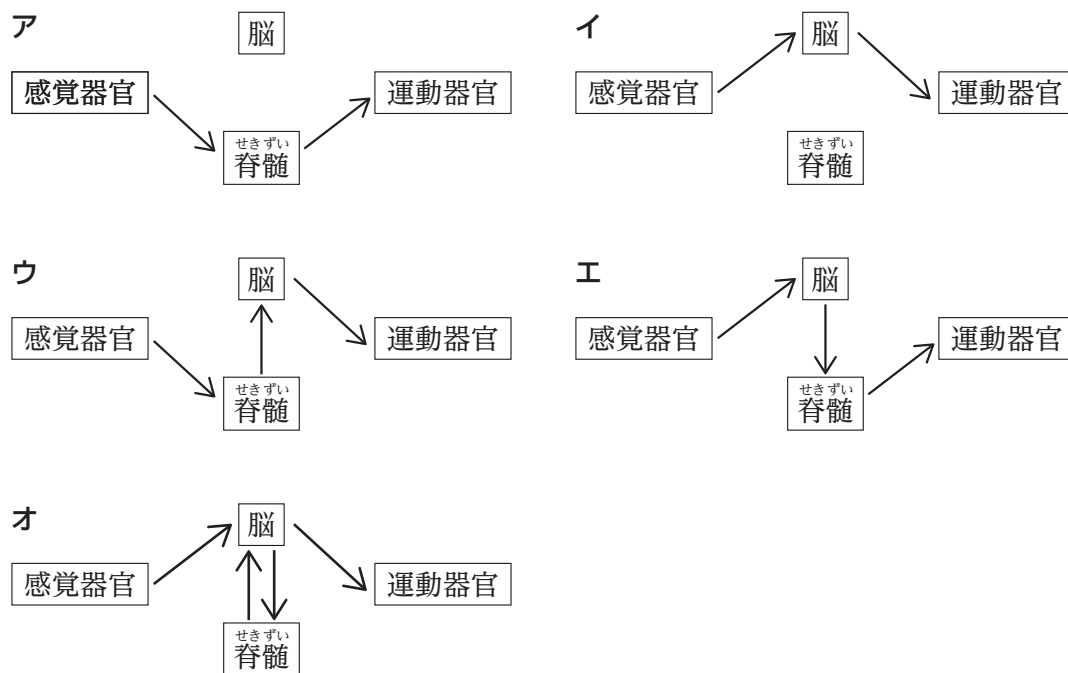 ア
脳
感覚器官
運動器官
せきずい
脊髄
イ
脳
感覚器官
運動器官
せきずい
脊髄
ウ
脳
感覚器官
運動器官
せきずい
脊髄
エ
脳
感覚器官
運動器官
せきずい
脊髄
オ
脳
感覚器官
運動器官
せきずい
脊髄